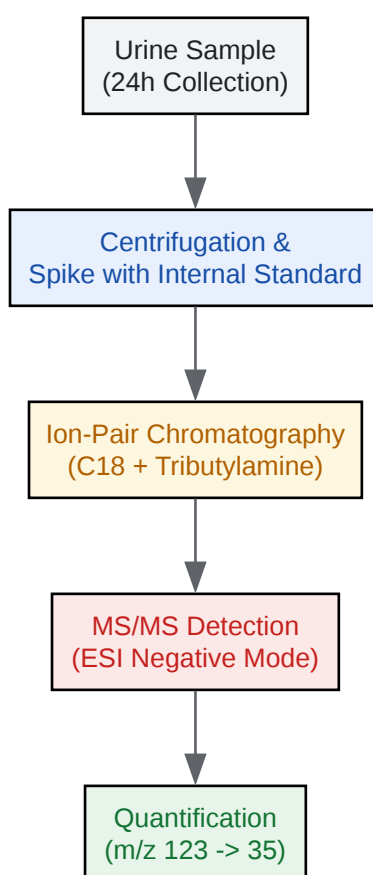 Urine Sample
(24h Collection)
Centrifugation &
Spike with Internal Standard
Ion-Pair Chromatography
(C18 + Tributylamine)
MS/MS Detection
(ESI Negative Mode)
Quantification
(m/z 123 -> 35)